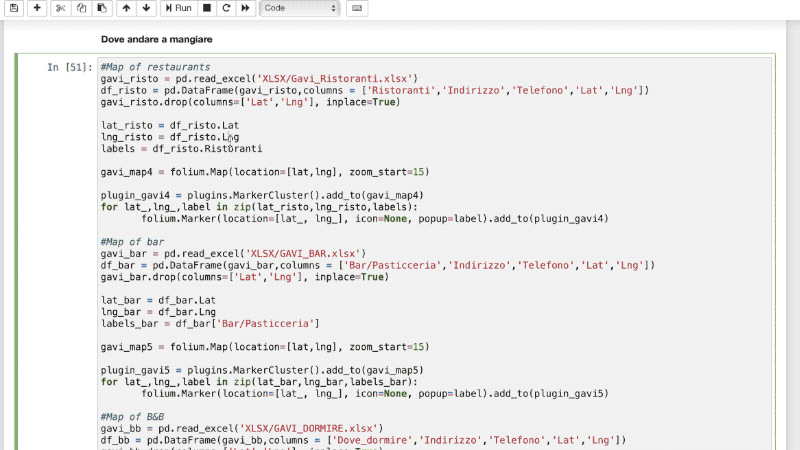 Run
Code
Dove andare a mangiare
In [51]:
#Map of restaurants
gavi_risto = pd.read_excel('XLSX/Gavi_Ristoranti.xlsx')
df_risto = pd.DataFrame(gavi_risto,columns = ['Ristoranti','Indirizzo','Telefono','Lat','Lng'])
gavi_risto.drop(columns=['Lat','Lng'], inplace=True)
lat_risto = df_risto.Lat
lng_risto = df_risto.Lng
labels = df_risto.Ristoranti
gavi_map4 = folium.Map(location=[lat,lng], zoom_start=15)
plugin_gavi4 = plugins.MarkerCluster().add_to(gavi_map4)
for lat_,lng_,label in zip(lat_risto,lng_risto,labels):
folium.Marker(location=[lat_, lng_], icon=None, popup=label).add_to(plugin_gavi4)
#Map of bar
gavi_bar = pd.read_excel('XLSX/GAVI_BAR.xlsx')
df_bar = pd.DataFrame(gavi_bar,columns = ['Bar/Pasticceria','Indirizzo','Telefono','Lat','Lng'])
gavi_bar.drop(columns=['Lat','Lng'], inplace=True)
lat_bar = df_bar.Lat
lng_bar = df_bar.Lng
labels_bar = df_bar['Bar/Pasticceria']
gavi_map5 = folium.Map(location=[lat,lng], zoom_start=15)
plugin_gavi5 = plugins.MarkerCluster().add_to(gavi_map5)
for lat_,lng_,label in zip(lat_bar,lng_bar,labels_bar):
folium.Marker(location=[lat_, lng_], icon=None, popup=label).add_to(plugin_gavi5)
#Map of B&B
gavi_bb = pd.read_excel('XLSX/GAVI_DORMIRE.xlsx')
df_bb = pd.DataFrame(gavi_bb,columns = ['Dove_dormire','Indirizzo','Telefono','Lat','Lng'])